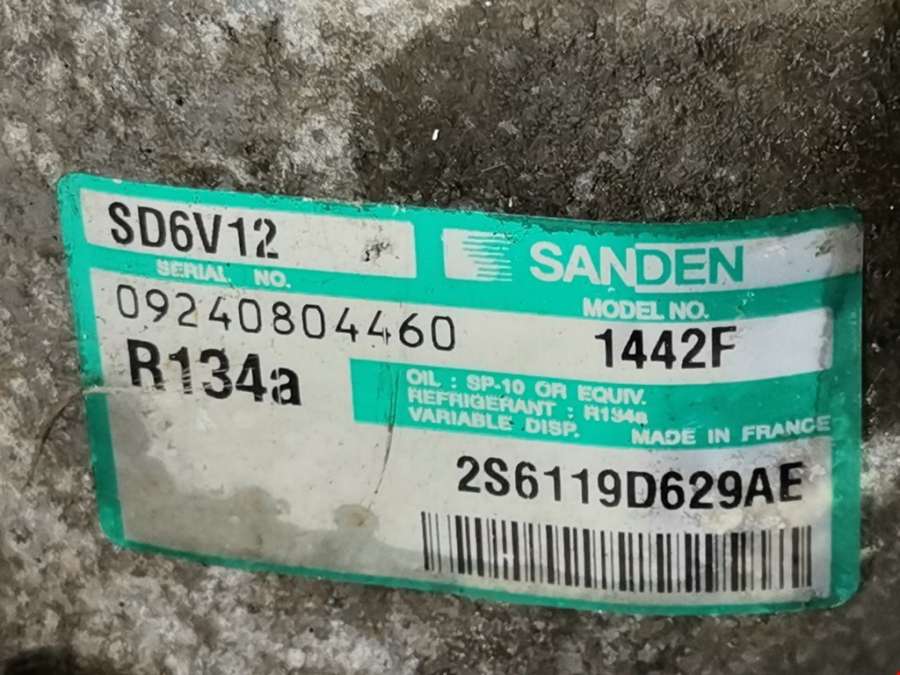 SD6V12
SANDEN
SERIAL NO.
09240804460
MODEL NO.
1442F
R134a
OIL : SP-10 OR EQUIV.
REFRIGERANT : R134a
VARIABLE DISP.
MADE IN FRANCE
2S6119D629AE